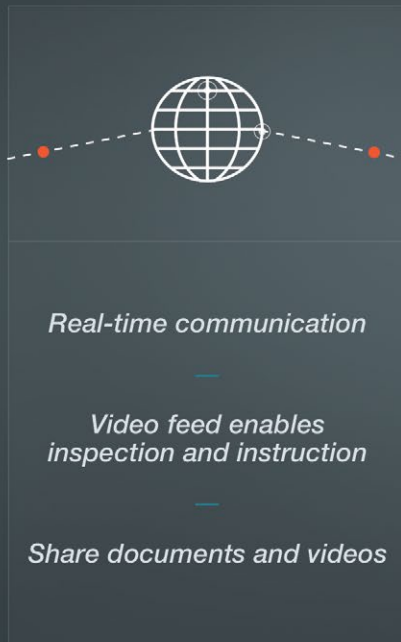 Real-time communication
Video feed enables
inspection and instruction
Share documents and videos